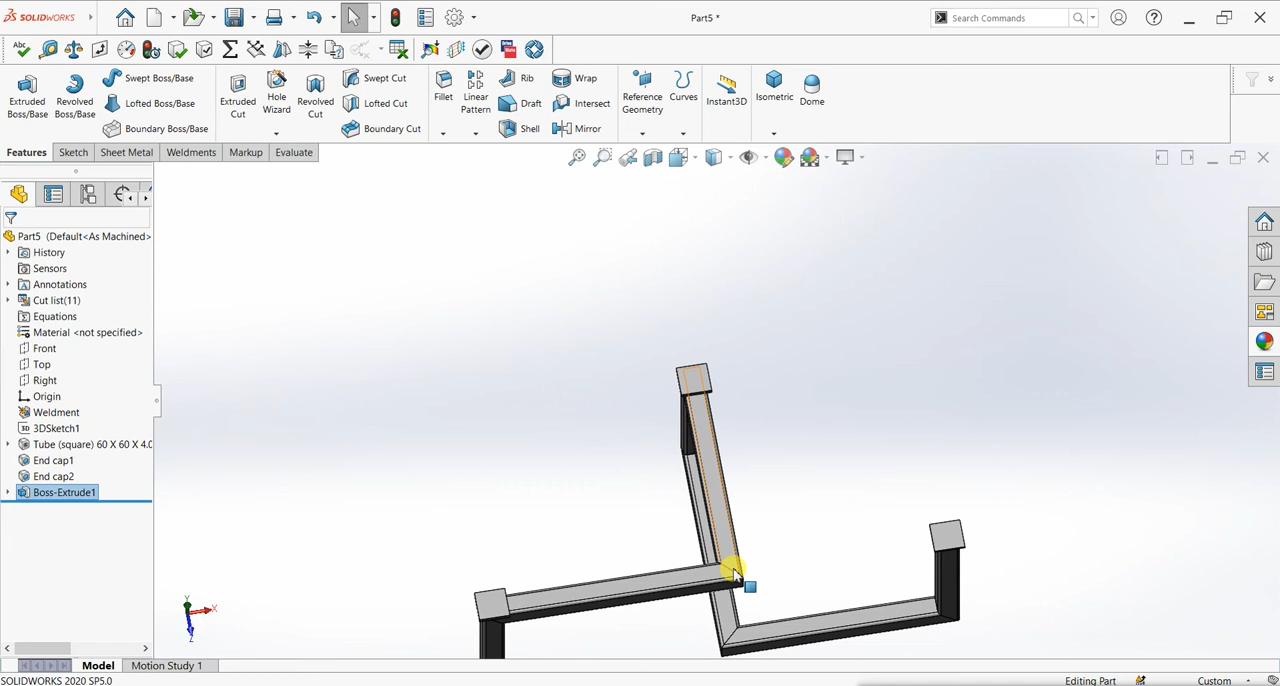 SOLIDWORKS
Part5 *
Search Commands
Extruded Boss/Base
Revolved Boss/Base
Swept Boss/Base
Lofted Boss/Base
Boundary Boss/Base
Extruded Cut
Hole Wizard
Revolved Cut
Swept Cut
Lofted Cut
Boundary Cut
Fillet
Linear Pattern
Rib
Draft
Shell
Wrap
Intersect
Mirror
Reference Geometry
Curves
Instant3D
Isometric
Dome
Features
Sketch
Sheet Metal
Weldments
Markup
Evaluate
Part5 (Default<As Machined>
History
Sensors
Annotations
Cut list(11)
Equations
Material <not specified>
Front
Top
Right
Origin
Weldment
3DSketch1
Tube (square) 60 X 60 X 4.0
End cap1
End cap2
Boss-Extrude1
Y
X
Z
Model
Motion Study 1
SOLIDWORKS 2020 SP5.0
Editing Part
Custom